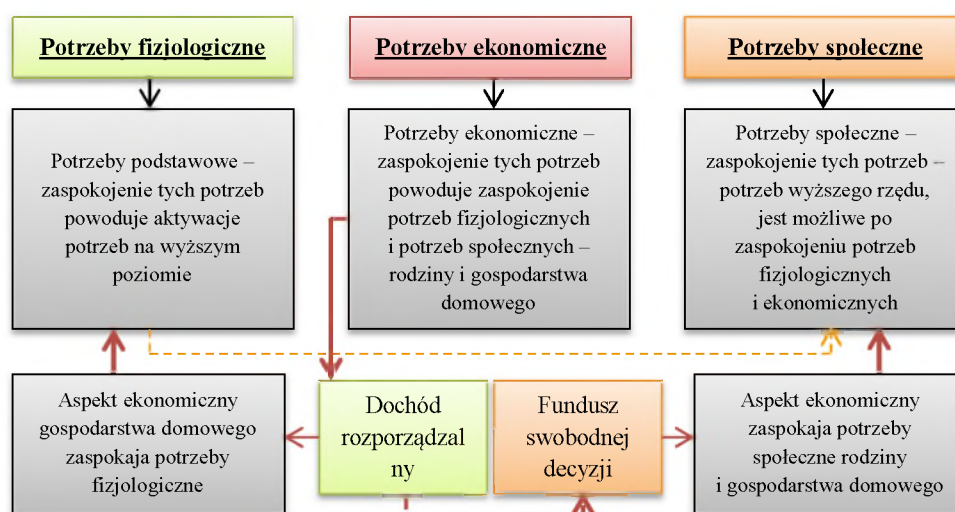 Potrzeby fizjologiczne
Potrzeby ekonomiczne
Potrzeby społeczne
Potrzeby podstawowe –
zaspokojenie tych potrzeb
powoduje aktywacje
potrzeb na wyższym
poziomie
Potrzeby ekonomiczne –
zaspokojenie tych potrzeb
powoduje zaspokojenie
potrzeb fizjologicznych
i potrzeb społecznych –
rodziny i gospodarstwa
domowego
Potrzeby społeczne –
zaspokojenie tych potrzeb –
potrzeb wyższego rzędu,
jest możliwe po
zaspokojeniu potrzeb
fizjologicznych
i ekonomicznych
Aspekt ekonomiczny
gospodarstwa domowego
zaspokaja potrzeby
fizjologiczne
Dochód
rozporządzal
ny
Fundusz
swobodnej
decyzji
Aspekt ekonomiczny
zaspokaja potrzeby
społeczne rodziny
i gospodarstwa domowego